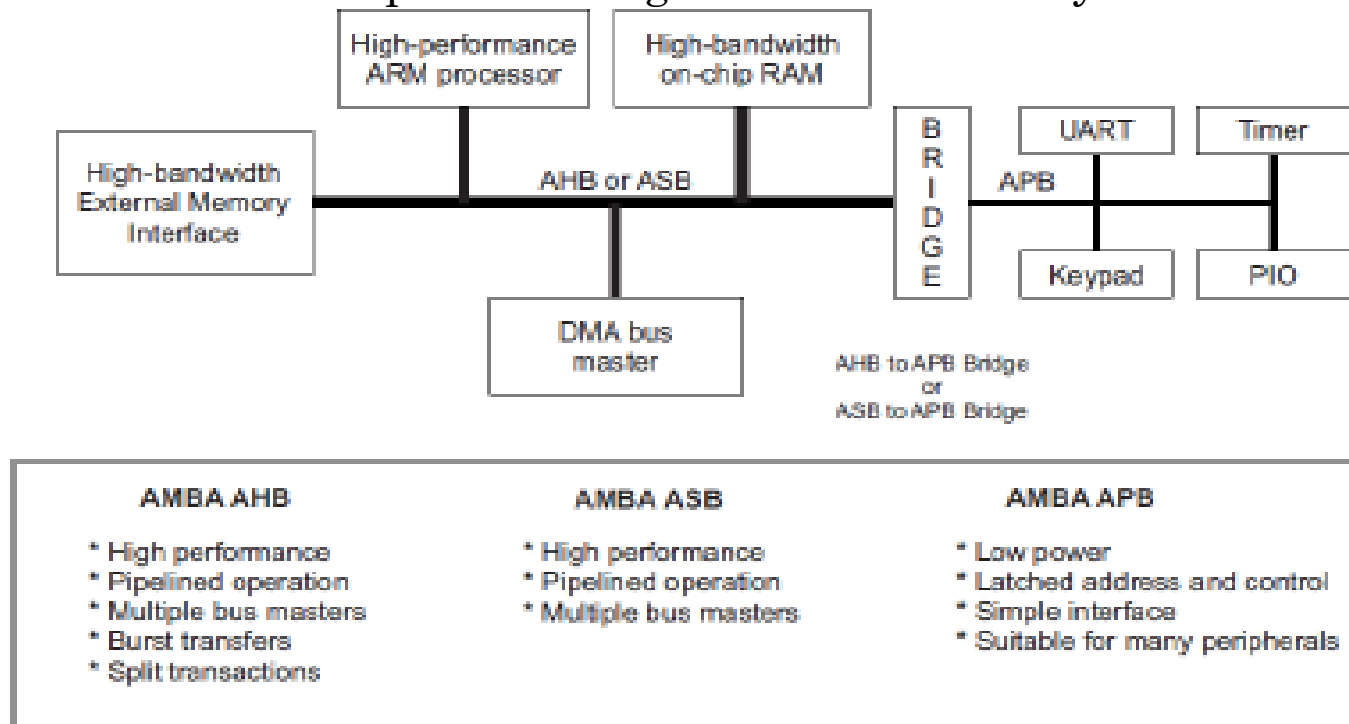 High-performance
ARM processor
High-bandwidth
on-chip RAM
High-bandwidth
External Memory
Interface
AHB or ASB
B
R
I
D
G
E
APB
UART
Timer
Keypad
PIO
DMA bus
master
AHB to APB Bridge
or
ASB to APB Bridge
AMBA AHB
* High performance
* Pipelined operation
* Multiple bus masters
* Burst transfers
* Split transactions
AMBA ASB
* High performance
* Pipelined operation
* Multiple bus masters
AMBA APB
* Low power
* Latched address and control
* Simple interface
* Suitable for many peripherals